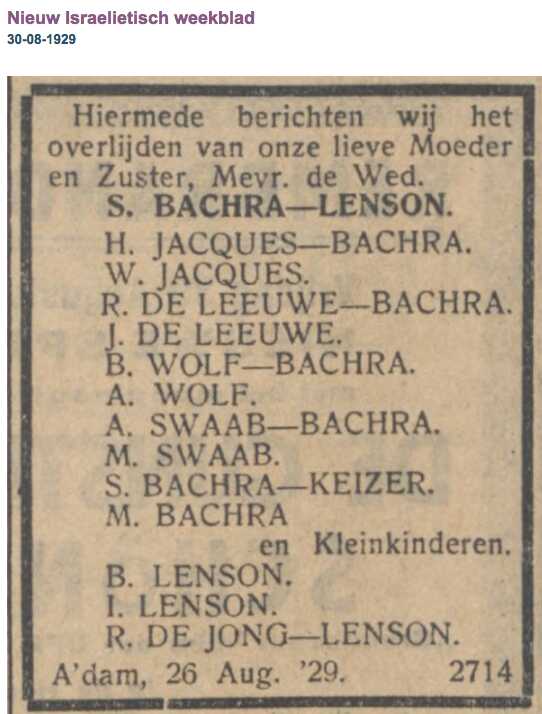 Nieuw Israelietisch weekblad
30-08-1929
Hiermede berichten wij het
overlijden van onze lieve Moeder
en Zuster, Mevr. de Wed.
S. BACHRA—LENSON.
H. JACQUES—BACHRA.
W. JACQUES.
R. DE LEEUWE—BACHRA.
J. DE LEEUWE.
B. WOLF—BACHRA.
A. WOLF.
A. SWAAB—BACHRA.
M. SWAAB.
S. BACHRA—KEIZER.
M. BACHRA
en Kleinkinderen.
B. LENSON.
I. LENSON.
R. DE JONG—LENSON.
A'dam, 26 Aug. '29. 2714